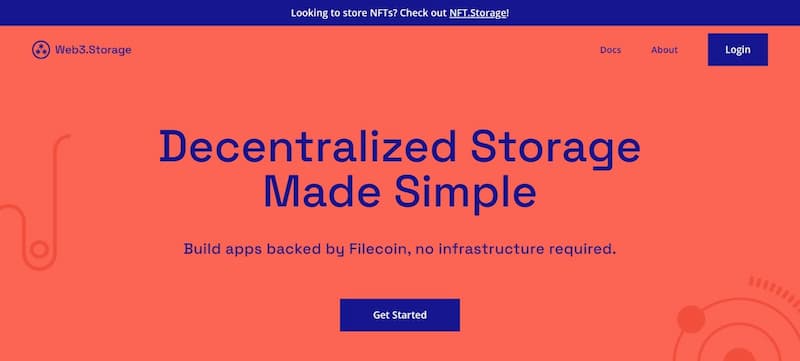 Looking to store NFTs? Check out NFT.Storage!
Web3.Storage
Docs
About
Login
Decentralized Storage
Made Simple
Build apps backed by Filecoin, no infrastructure required.
Get Started